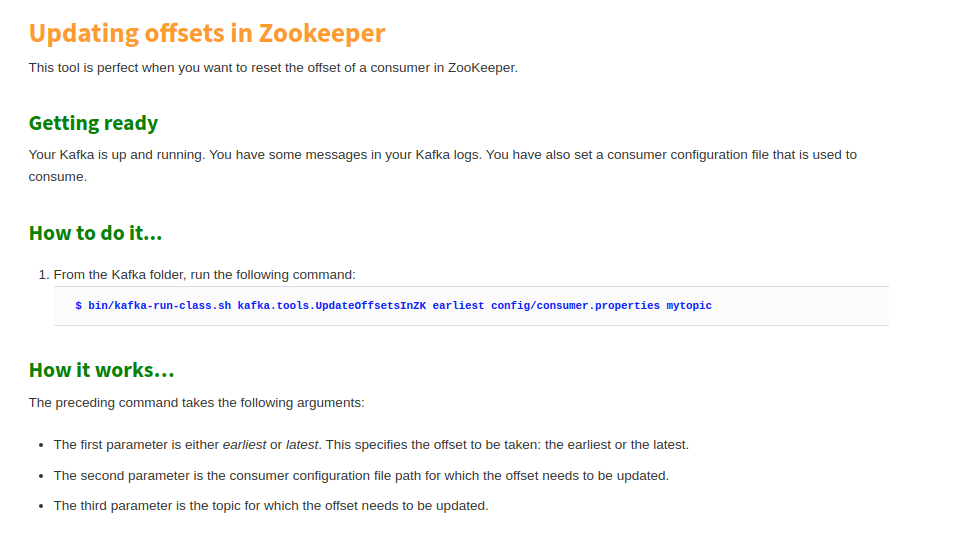 Updating offsets in Zookeeper
This tool is perfect when you want to reset the offset of a consumer in ZooKeeper.
Getting ready
Your Kafka is up and running. You have some messages in your Kafka logs. You have also set a consumer configuration file that is used to
consume.
How to do it...
1. From the Kafka folder, run the following command:
$ bin/kafka-run-class.sh kafka.tools.UpdateOffsetsInZK earliest config/consumer.properties mytopic
How it works...
The preceding command takes the following arguments:
• The first parameter is either earliest or latest. This specifies the offset to be taken: the earliest or the latest.
• The second parameter is the consumer configuration file path for which the offset needs to be updated.
• The third parameter is the topic for which the offset needs to be updated.